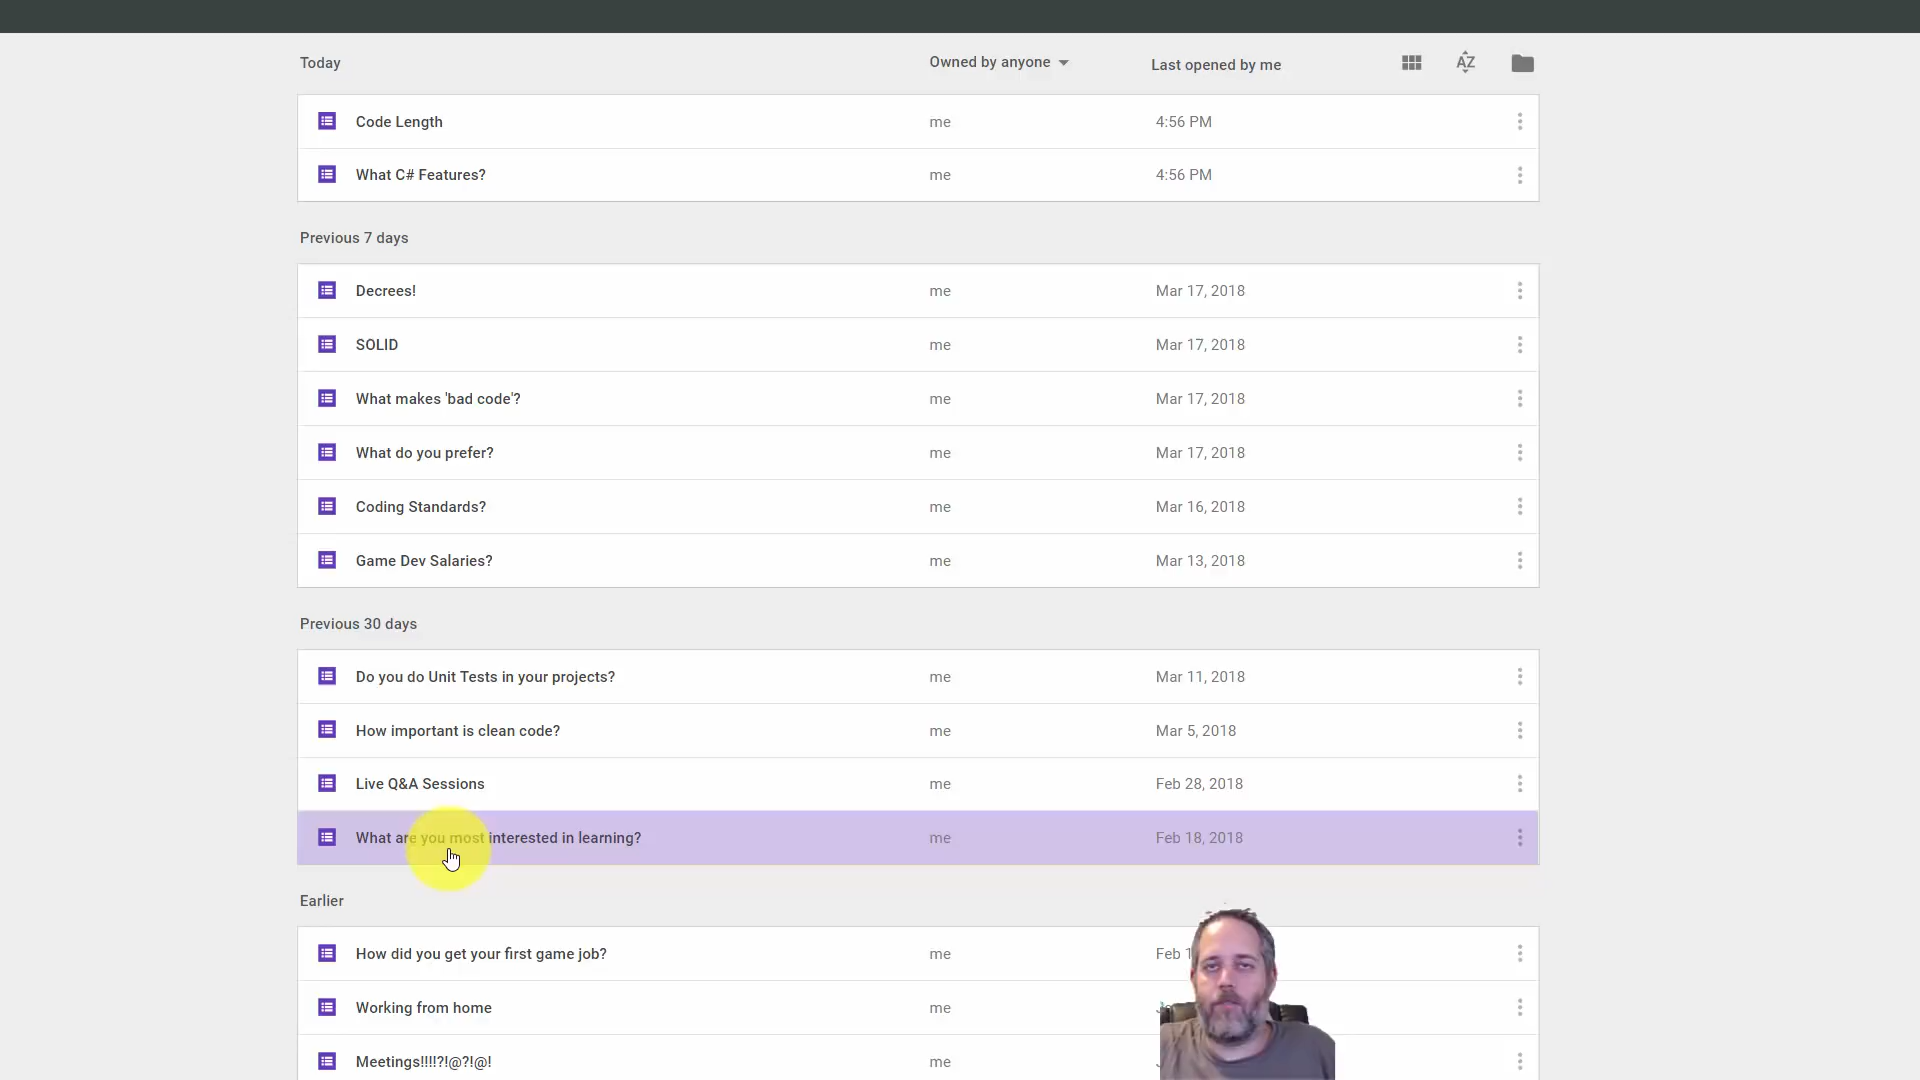 Today Owned by anyone Last opened by me AZ
Code Length me 4:56 PM
What C# Features? me 4:56 PM
Previous 7 days
Decrees! me Mar 17, 2018
SOLID me Mar 17, 2018
What makes 'bad code'? me Mar 17, 2018
What do you prefer? me Mar 17, 2018
Coding Standards? me Mar 16, 2018
Game Dev Salaries? me Mar 13, 2018
Previous 30 days
Do you do Unit Tests in your projects? me Mar 11, 2018
How important is clean code? me Mar 5, 2018
Live Q&A Sessions me Feb 28, 2018
What are you most interested in learning? me Feb 18, 2018
Earlier
How did you get your first game job? me Feb
Working from home me
Meetings!!!!?!@?!@! me